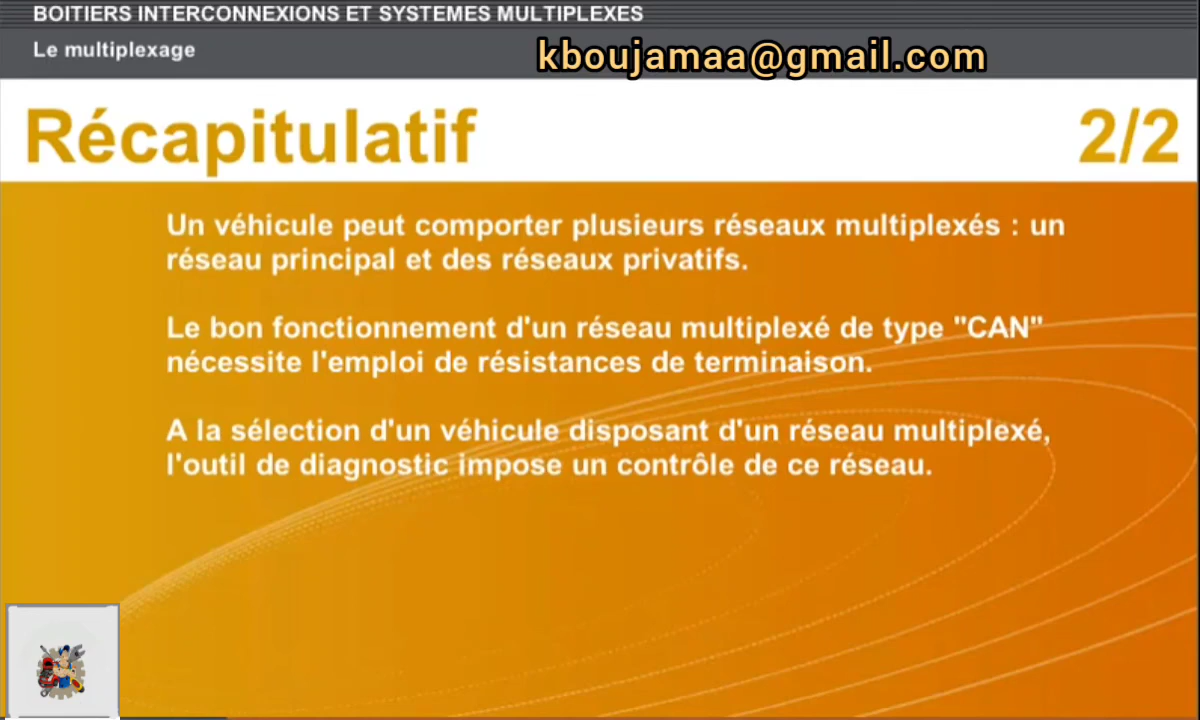 BOITIERS INTERCONNEXIONS ET SYSTEMES MULTIPLEXES
Le multiplexage
kboujamaa@gmail.com
Récapitulatif 2/2
Un véhicule peut comporter plusieurs réseaux multiplexés : un
réseau principal et des réseaux privatifs.
Le bon fonctionnement d'un réseau multiplexé de type "CAN"
nécessite l'emploi de résistances de terminaison.
A la sélection d'un véhicule disposant d'un réseau multiplexé,
l'outil de diagnostic impose un contrôle de ce réseau.